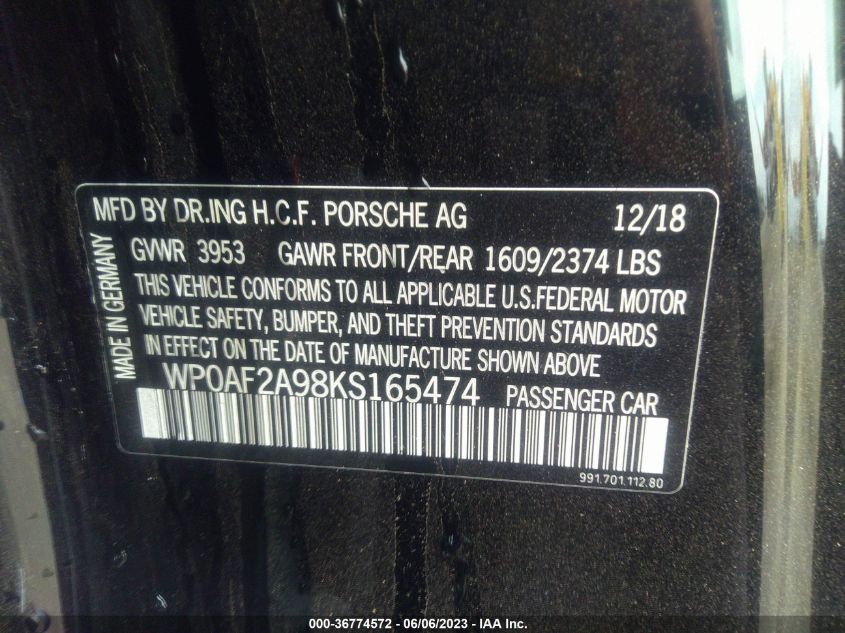 MFD BY DR.ING H.C.F. PORSCHE AG 12/18
GVWR 3953 GAWR FRONT/REAR 1609/2374 LBS
THIS VEHICLE CONFORMS TO ALL APPLICABLE U.S.FEDERAL MOTOR
VEHICLE SAFETY, BUMPER, AND THEFT PREVENTION STANDARDS
IN EFFECT ON THE DATE OF MANUFACTURE SHOWN ABOVE
MADE IN GERMANY
WP0AF2A98KS165474 PASSENGER CAR
991.701.112.80
000-36774572 - 06/06/2023 - IAAI.com